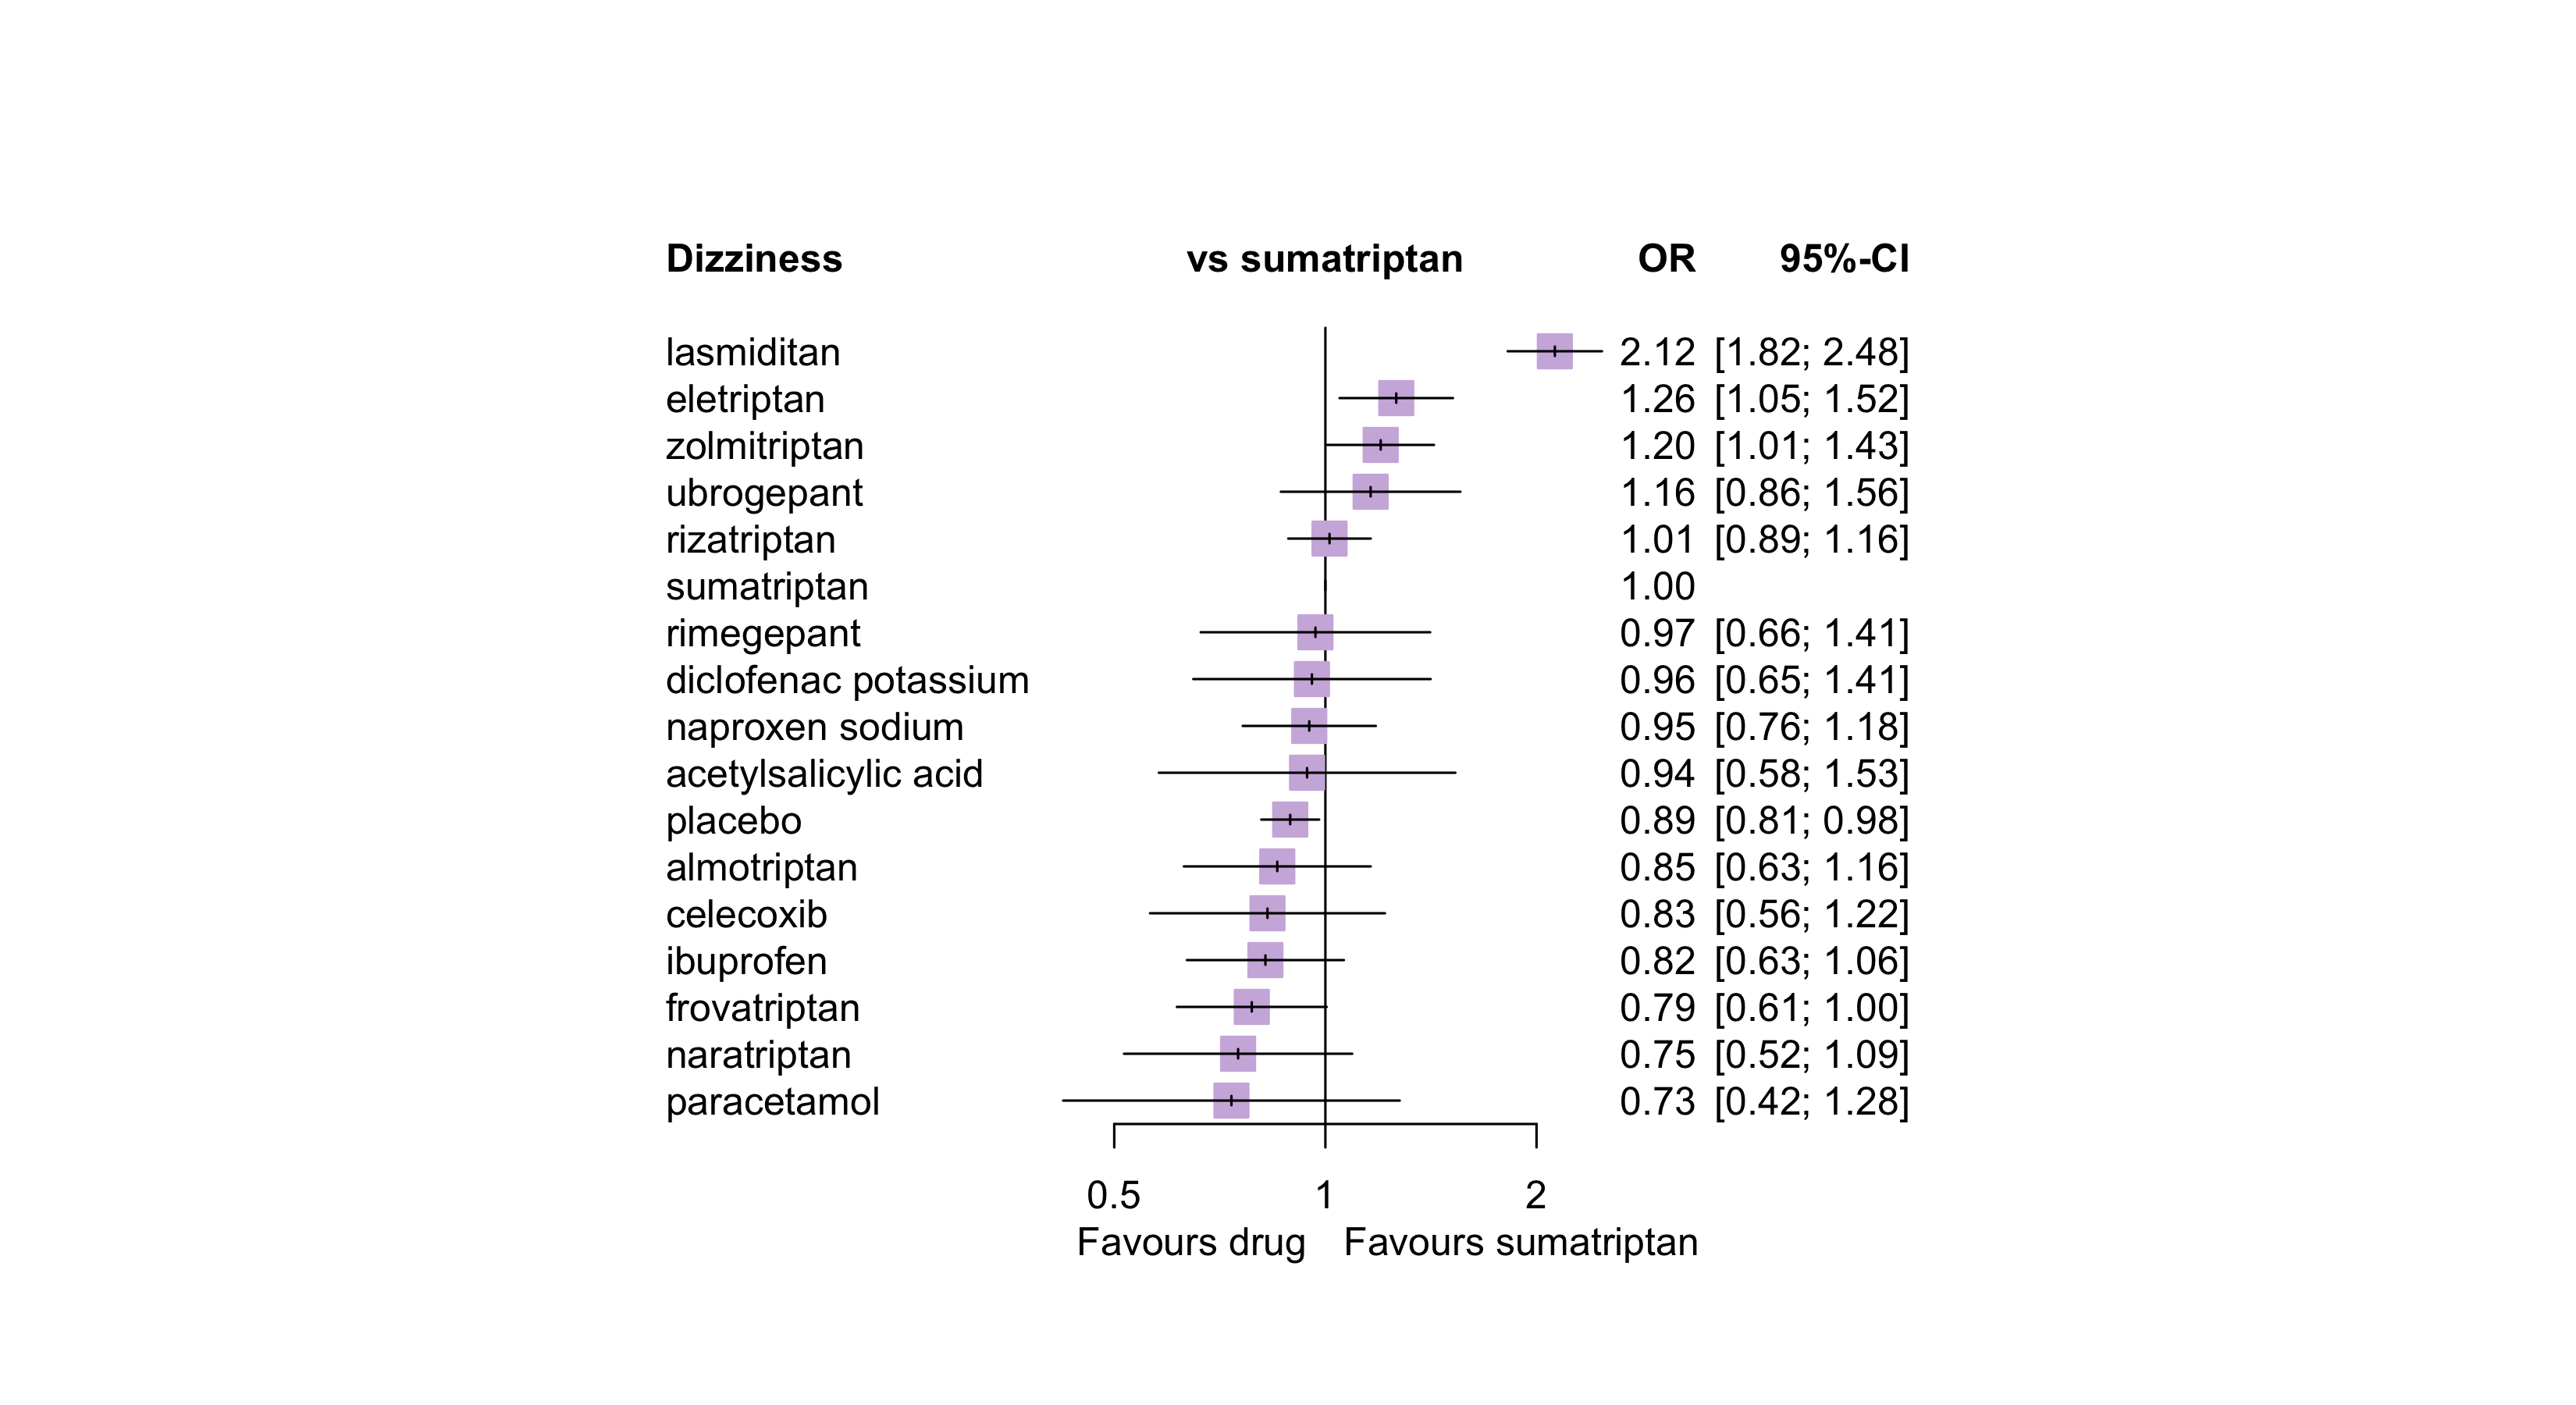 Dizziness vs sumatriptan OR 95%-CI
lasmiditan 2.12 [1.82; 2.48]
eletriptan 1.26 [1.05; 1.52]
zolmitriptan 1.20 [1.01; 1.43]
ubrogepant 1.16 [0.86; 1.56]
rizatriptan 1.01 [0.89; 1.16]
sumatriptan 1.00
rimegepant 0.97 [0.66; 1.41]
diclofenac potassium 0.96 [0.65; 1.41]
naproxen sodium 0.95 [0.76; 1.18]
acetylsalicylic acid 0.94 [0.58; 1.53]
placebo 0.89 [0.81; 0.98]
almotriptan 0.85 [0.63; 1.16]
celecoxib 0.83 [0.56; 1.22]
ibuprofen 0.82 [0.63; 1.06]
frovatriptan 0.79 [0.61; 1.00]
naratriptan 0.75 [0.52; 1.09]
paracetamol 0.73 [0.42; 1.28]
0.5 1 2
Favours drug Favours sumatriptan